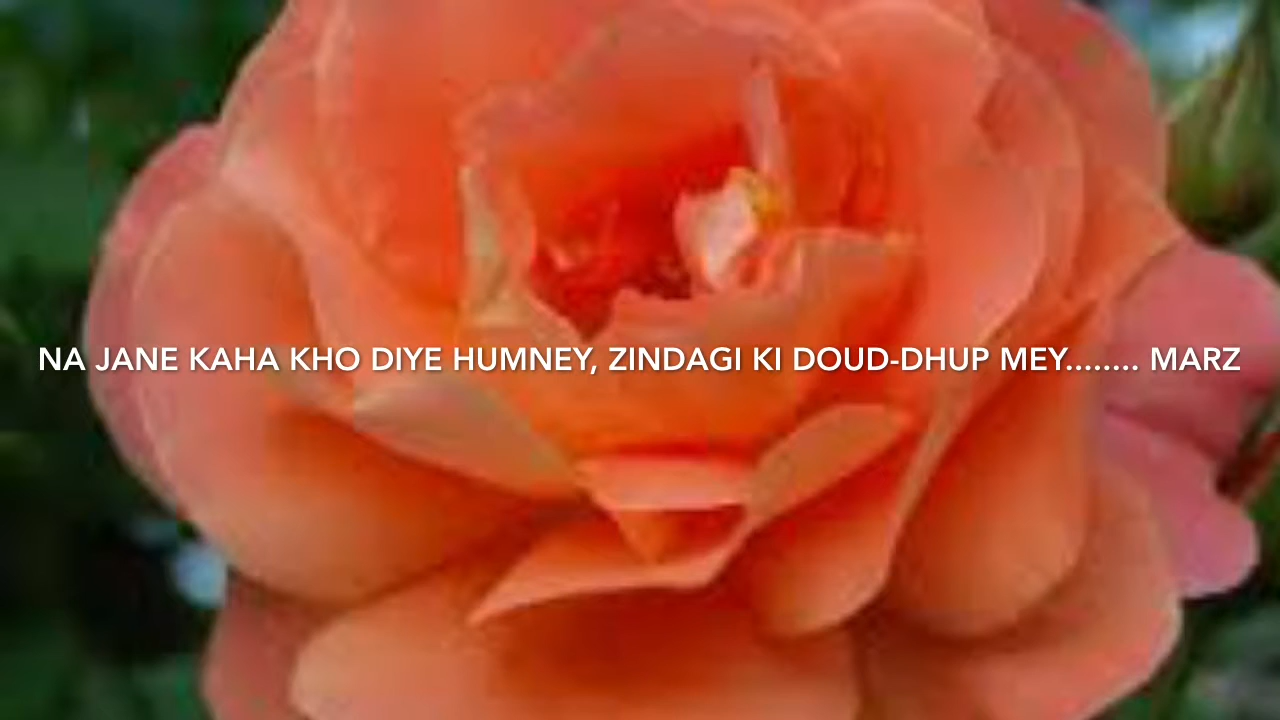 NA JANE KAHA KHO DIYE HUMNEY, ZINDAGI KI DOUD-DHUP MEY........ MARZ